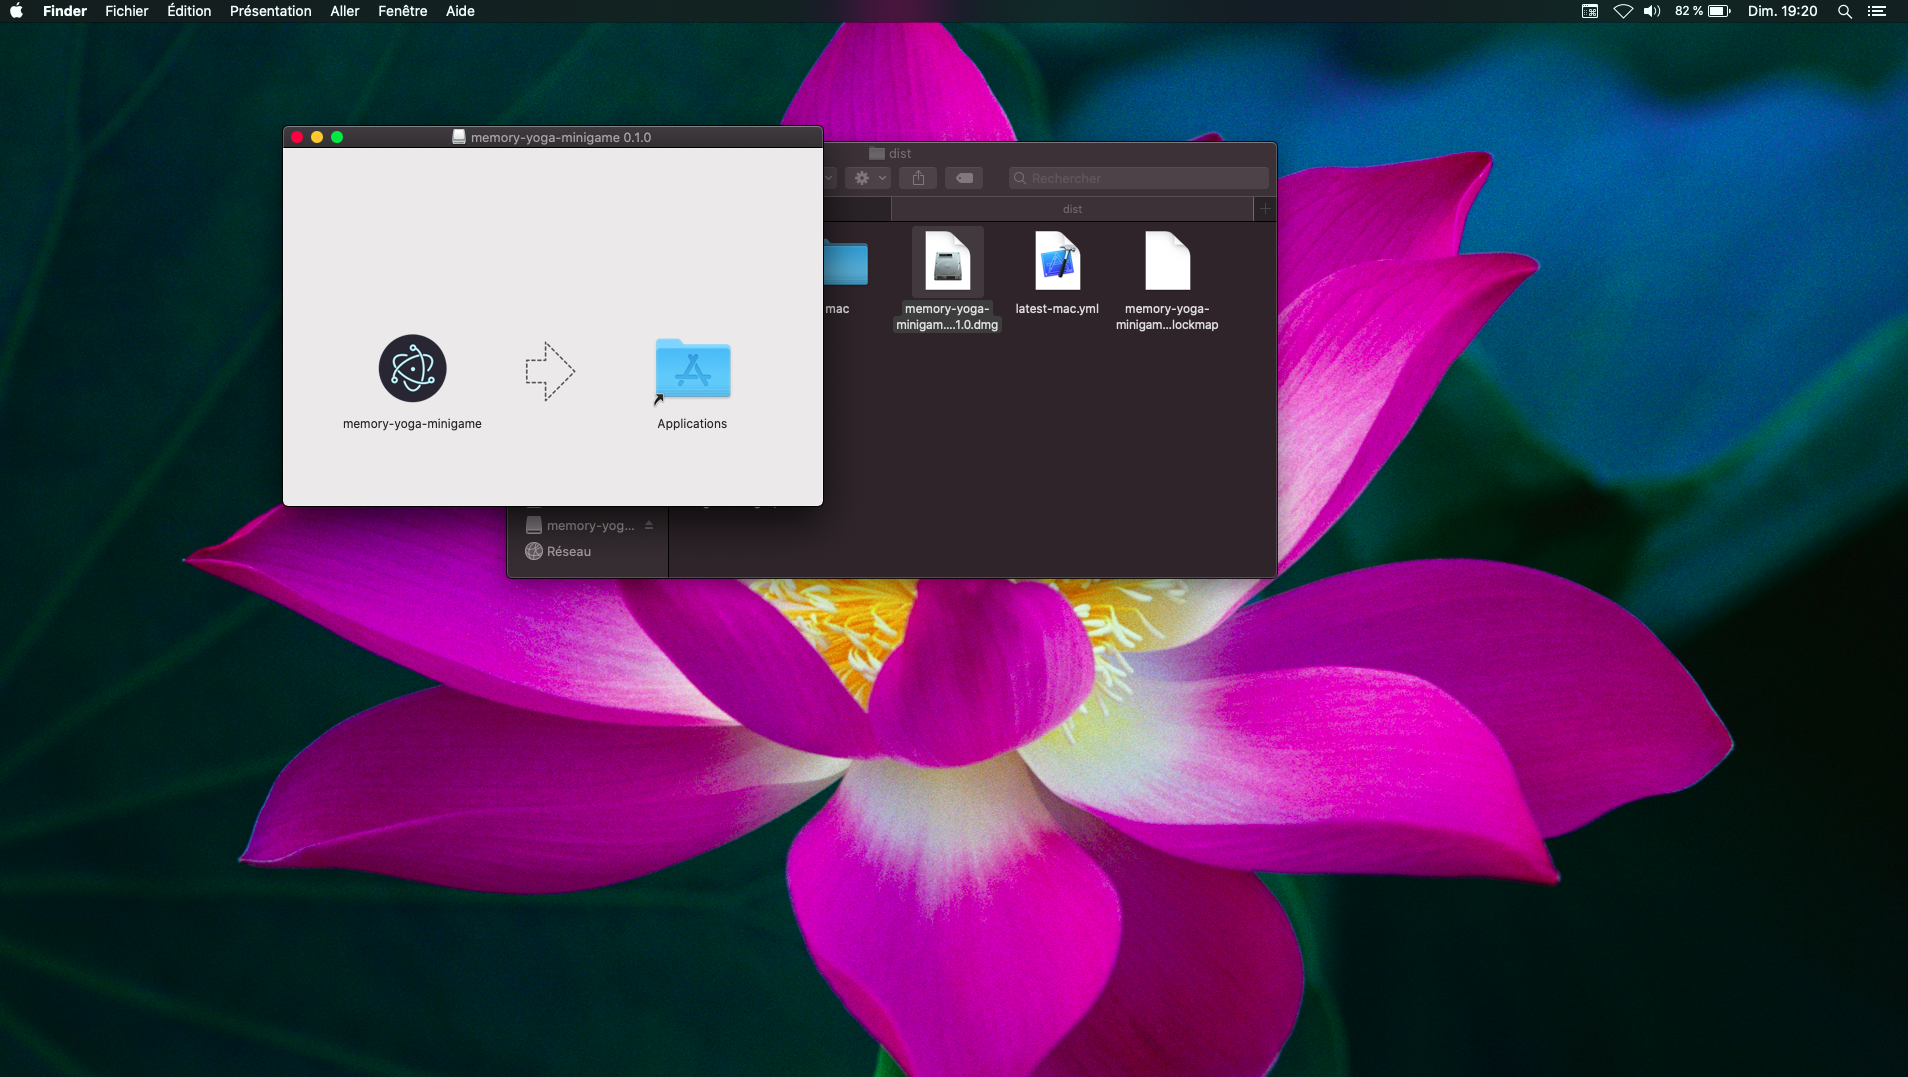 Finder Fichier Édition Présentation Aller Fenêtre Aide
82 % Dim. 19:20
memory-yoga-minigame 0.1.0
memory-yoga-minigame
Applications
dist
Rechercher
dist
mac
memory-yoga-
minigam....1.0.dmg
latest-mac.yml
memory-yoga-
minigam...lockmap
memory-yog...
Réseau